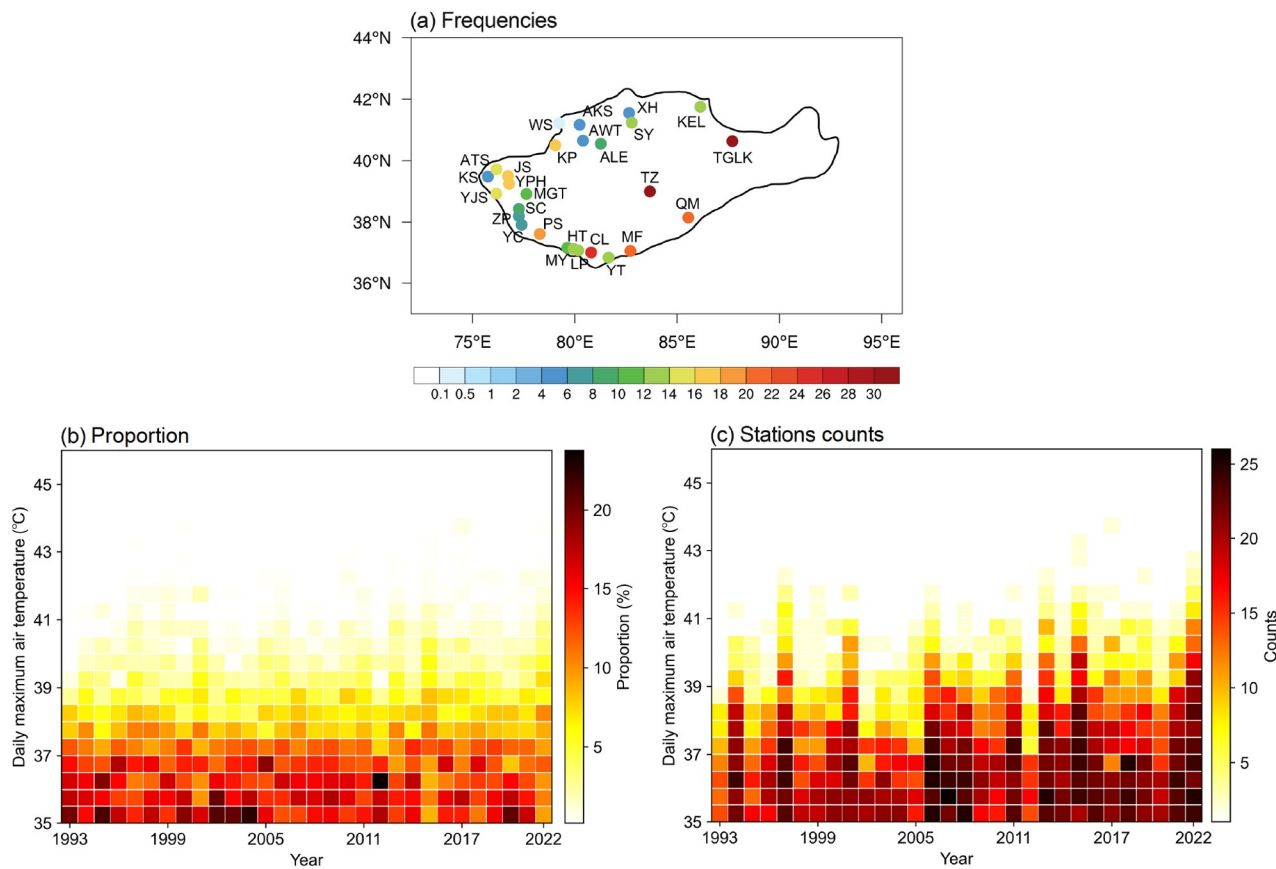 (a) Frequencies
44°N
42°N
40°N
38°N
36°N
WS
AKS
XH
KEL
AWT
SY
KP
ALE
TGLK
ATS
JS
KS
YPH
TZ
YJS
MGT
SC
QM
ZP
PS
YC
HT
CL
MF
MY
LP
YT
75°E 80°E 85°E 90°E 95°E
0.1 0.5 1 2 4 6 8 10 12 14 16 18 20 22 24 26 28 30
(b) Proportion
Daily maximum air temperature (°C)
45
43
41
39
37
35
1993 1999 2005 2011 2017 2022
Year
20
15
10
5
Proportion (%)
(c) Stations counts
Daily maximum air temperature (°C)
45
43
41
39
37
35
1993 1999 2005 2011 2017 2022
Year
25
20
15
10
5
Counts